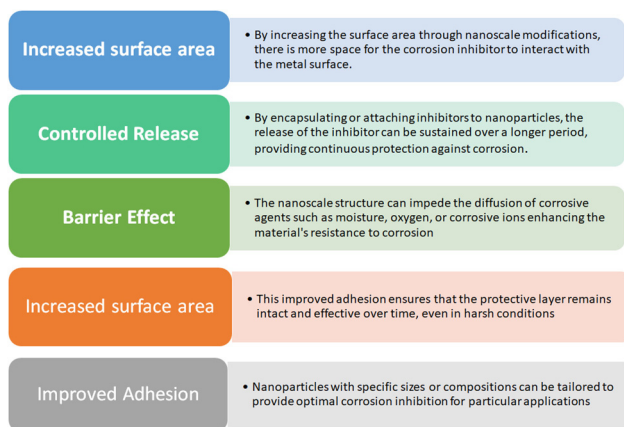 Increased surface area
• By increasing the surface area through nanoscale modifications,
there is more space for the corrosion inhibitor to interact with
the metal surface.
Controlled Release
• By encapsulating or attaching inhibitors to nanoparticles, the
release of the inhibitor can be sustained over a longer period,
providing continuous protection against corrosion.
Barrier Effect
• The nanoscale structure can impede the diffusion of corrosive
agents such as moisture, oxygen, or corrosive ions enhancing the
material's resistance to corrosion
Increased surface area
• This improved adhesion ensures that the protective layer remains
intact and effective over time, even in harsh conditions
Improved Adhesion
• Nanoparticles with specific sizes or compositions can be tailored to
provide optimal corrosion inhibition for particular applications